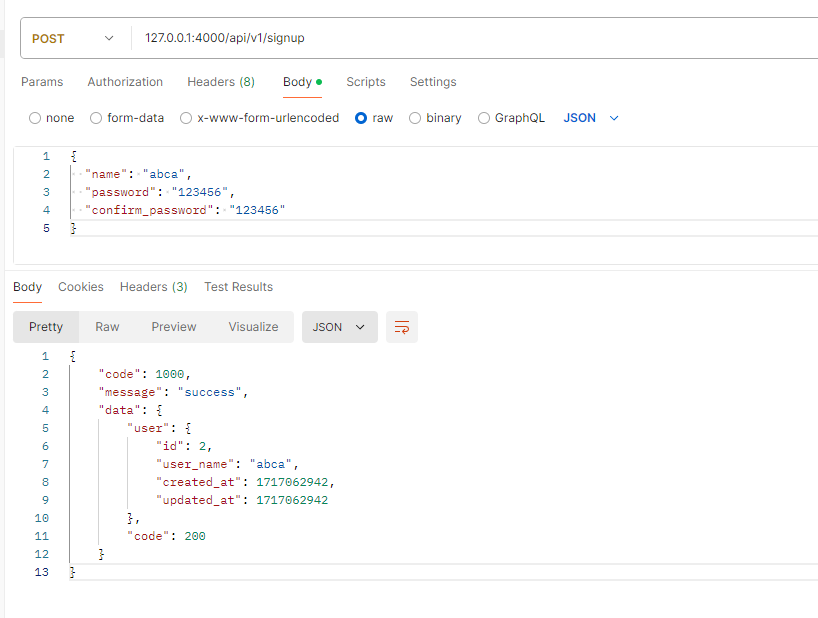 POST 127.0.0.1:4000/api/v1/signup
Params Authorization Headers (8) Body Scripts Settings
none form-data x-www-form-urlencoded raw binary GraphQL JSON
1 {
2 "name": "abca",
3 "password": "123456",
4 "confirm_password": "123456"
5 }
Body Cookies Headers (3) Test Results
Pretty Raw Preview Visualize JSON
1 {
2 "code": 1000,
3 "message": "success",
4 "data": {
5 "user": {
6 "id": 2,
7 "user_name": "abca",
8 "created_at": 1717062942,
9 "updated_at": 1717062942
10 },
11 "code": 200
12 }
13 }